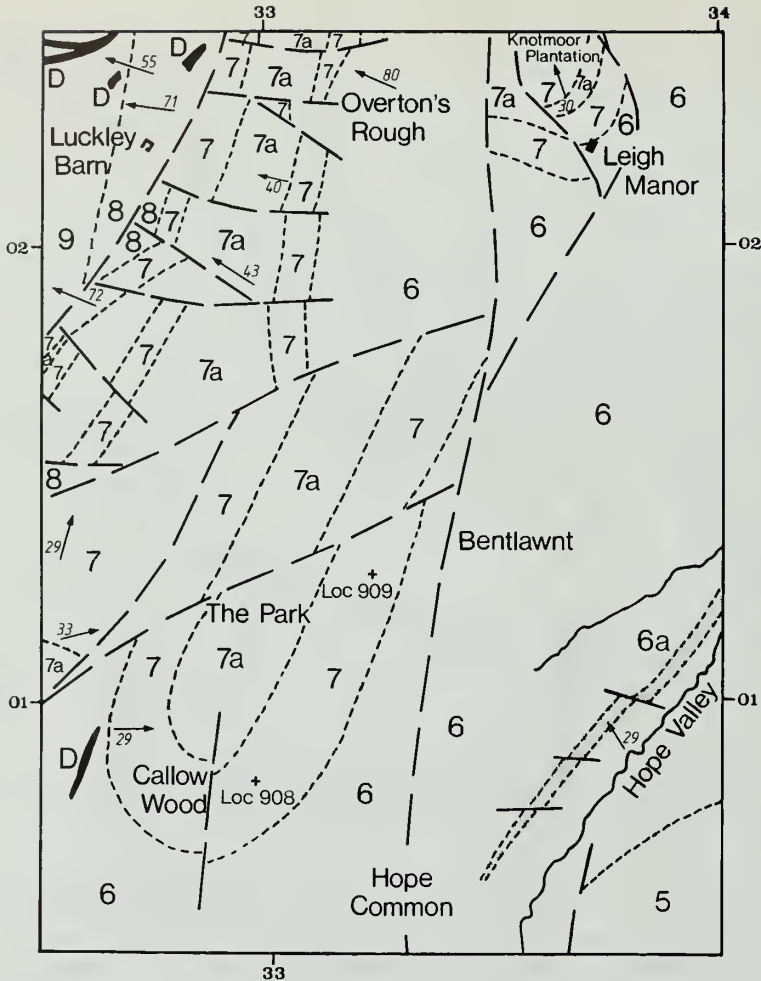 33
34
D
55
D
D
71
7
7a
7
7a
7
80
Overton's
Rough
Knotmoor
Plantation
7a
7
7a
30
7
6
6
Luckley
Barn
7
7
7a
7
Leigh
Manor
40
7
02
9
8
8
8
7
7
7a
7
6
02
43
72
6
7
7
a
7
7
7a
7
6
7
8
7
7a
7
29
7
Bentlawnt
Loc 909
33
The Park
7a
7
7a
7
6a
01
6
01
29
D
Callow
Wood
Loc 908
6
29
Hope Valley
6
Hope
Common
5
33